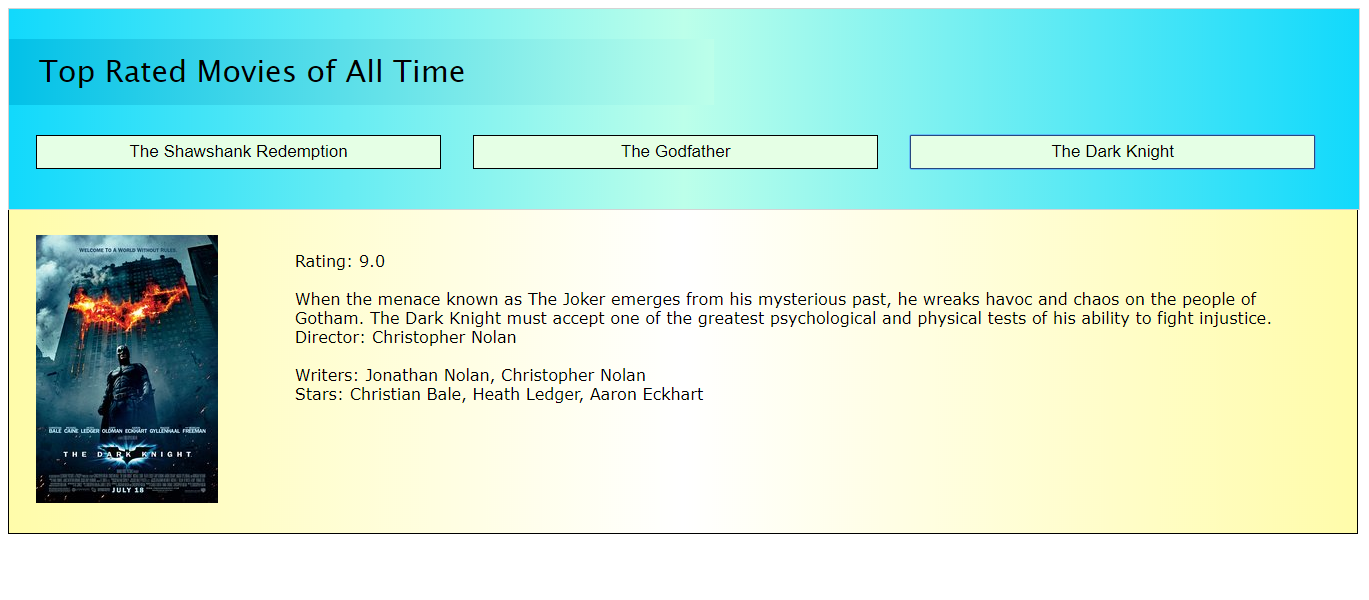 Top Rated Movies of All Time
The Shawshank Redemption
The Godfather
The Dark Knight
WELCOME TO A WORLD WITHOUT RULES.
Rating: 9.0
When the menace known as The Joker emerges from his mysterious past, he wreaks havoc and chaos on the people of
Gotham. The Dark Knight must accept one of the greatest psychological and physical tests of his ability to fight injustice.
Director: Christopher Nolan
Writers: Jonathan Nolan, Christopher Nolan
Stars: Christian Bale, Heath Ledger, Aaron Eckhart
BALE CAINE LEDGER OLDMAN ECKHART GYLLENHAAL FREEMAN
THE DARK KNIGHT
JULY 18